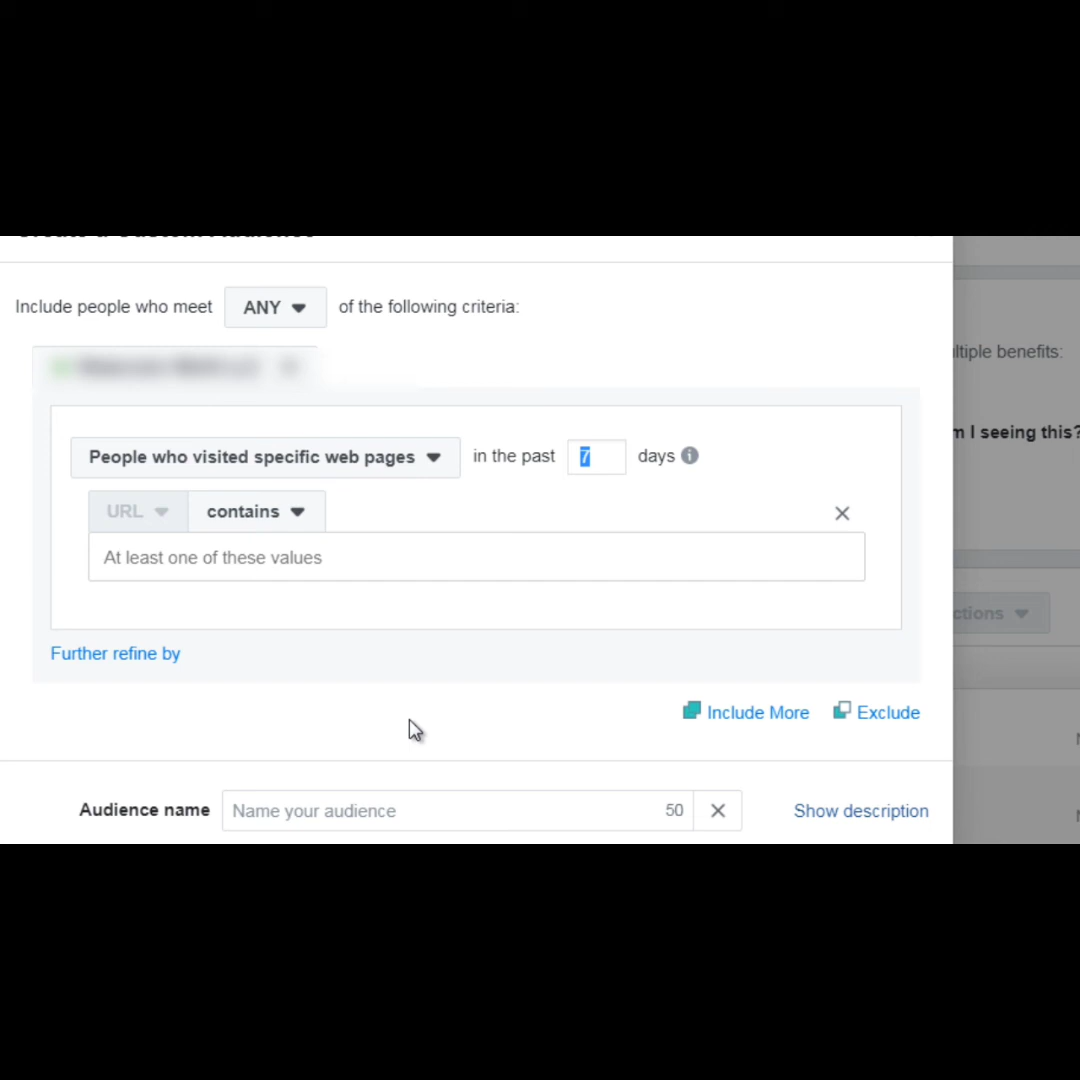 Include people who meet ANY of the following criteria:
ltiple benefits:
m I seeing this?
People who visited specific web pages in the past 7 days
URL contains
At least one of these values
ctions
Further refine by
Include More Exclude
Audience name Name your audience 50 Show description